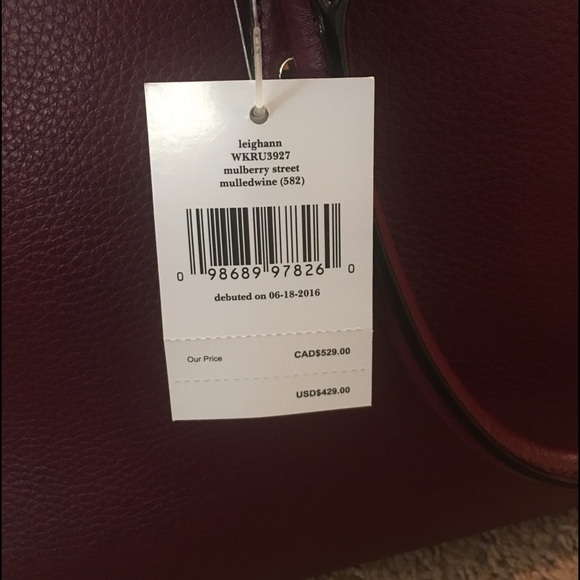 leighann
WKRU3927
mulberry street
mulledwine (582)
0 98689 97826 0
debuted on 06-18-2016
Our Price CAD$529.00
USD$429.00